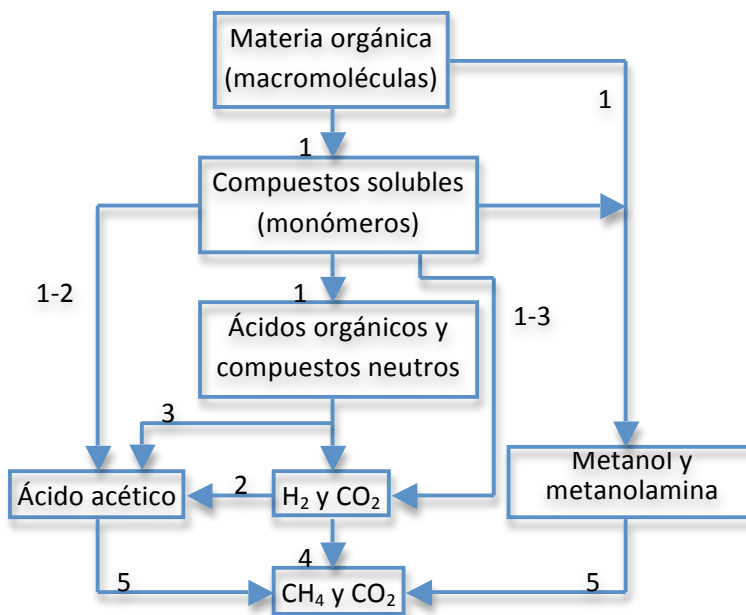 Materia orgánica
(macromoléculas)
1
1
Compuestos solubles
(monómeros)
1-2
1
1-3
Ácidos orgánicos y
compuestos neutros
3
Ácido acético
2
H₂ y CO₂
Metanol y
metanolamina
4
5
CH₄ y CO₂
5